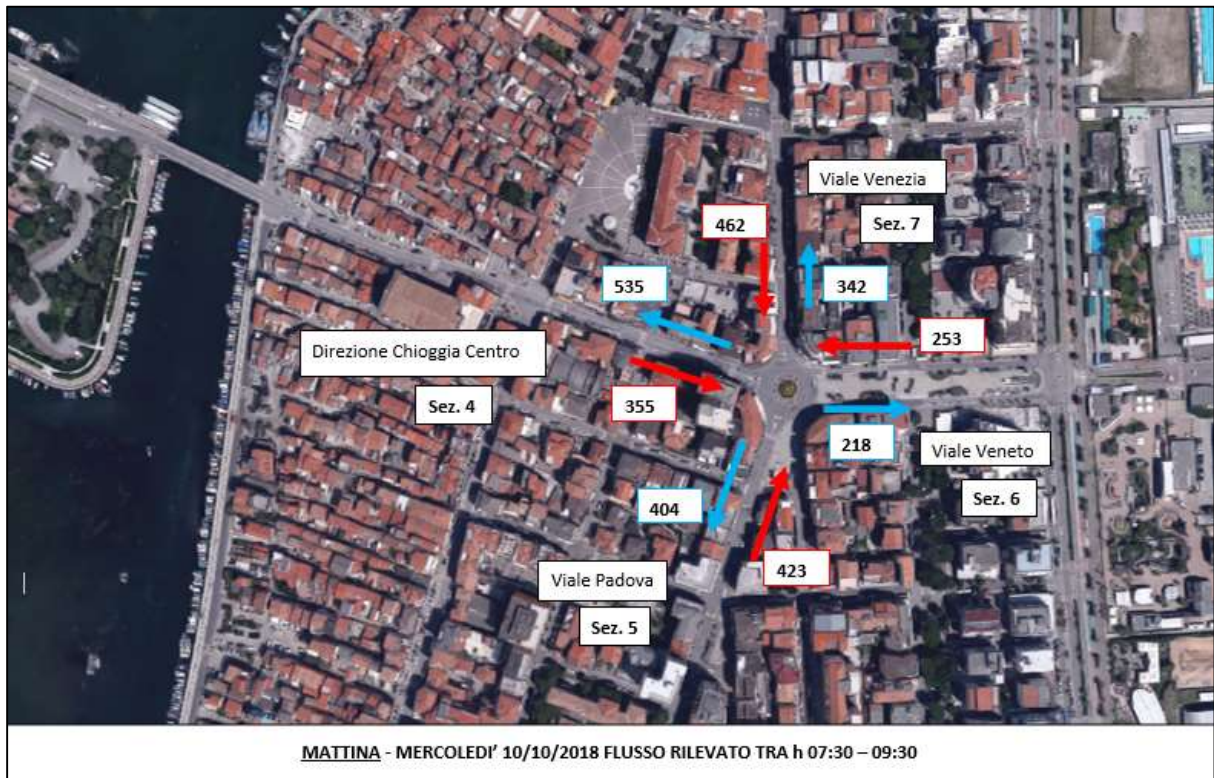 Viale Venezia
462
Sez. 7
535
342
Direzione Chioggia Centro
253
Sez. 4
355
218
Viale Veneto
404
Sez. 6
Viale Padova
423
Sez. 5
MATTINA - MERCOLEDI’ 10/10/2018 FLUSSO RILEVATO TRA h 07:30 – 09:30